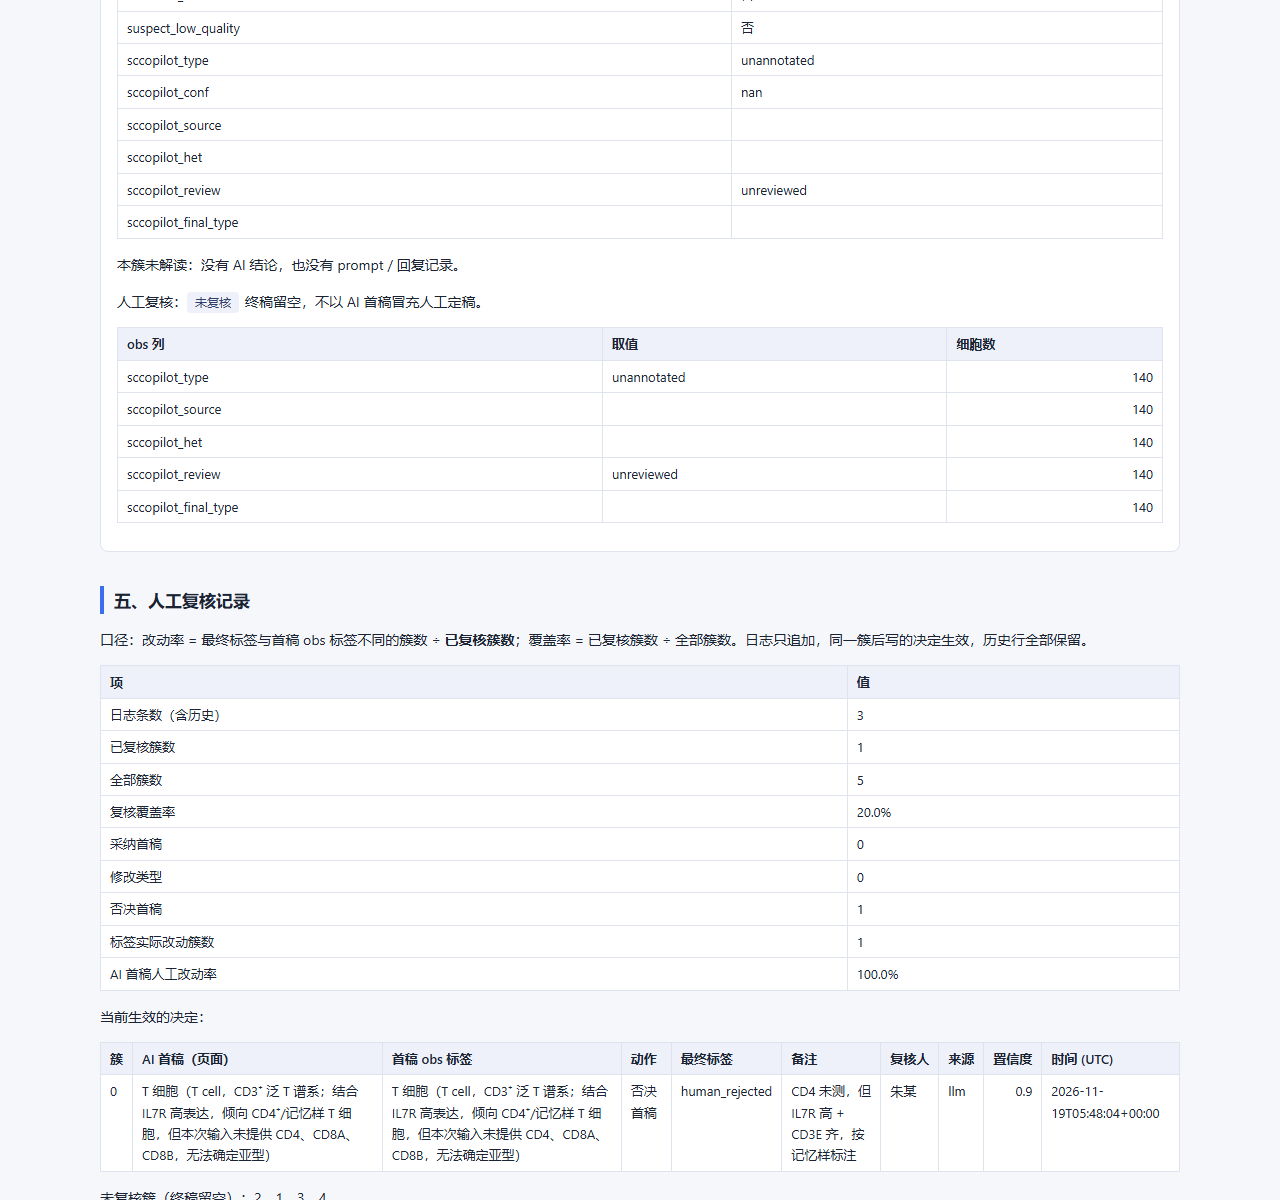 suspect_low_quality 否
sccopilot_type unannotated
sccopilot_conf nan
sccopilot_source
sccopilot_het
sccopilot_review unreviewed
sccopilot_final_type
本簇未解读：没有 AI 结论，也没有 prompt / 回复记录。
人工复核： 未复核 终稿留空，不以 AI 首稿冒充人工定稿。
obs 列 取值 细胞数
sccopilot_type unannotated 140
sccopilot_source 140
sccopilot_het 140
sccopilot_review unreviewed 140
sccopilot_final_type 140
五、人工复核记录
口径：改动率 = 最终标签与首稿 obs 标签不同的簇数 ÷ 已复核簇数；覆盖率 = 已复核簇数 ÷ 全部簇数。日志只追加，同一簇后写的决定生效，历史行全部保留。
项 值
日志条数（含历史） 3
已复核簇数 1
全部簇数 5
复核覆盖率 20.0%
采纳首稿 0
修改类型 0
否决首稿 1
标签实际改动簇数 1
AI 首稿人工改动率 100.0%
当前生效的决定：
簇 AI 首稿（页面） 首稿 obs 标签 动作 最终标签 备注 复核人 来源 置信度 时间 (UTC)
0 T 细胞（T cell，CD3⁺ 泛 T 谱系；结合 T 细胞（T cell，CD3⁺ 泛 T 谱系；结合 否决 human_rejected CD4 未测，但 朱某 llm 0.9 2026-11-
IL7R 高表达，倾向 CD4⁺/记忆样 T 细 IL7R 高表达，倾向 CD4⁺/记忆样 T 细 首稿 IL7R 高 + 19T05:48:04+00:00
胞，但本次输入未提供 CD4、CD8A、 胞，但本次输入未提供 CD4、CD8A、 CD3E 齐，按
CD8B，无法确定亚型） CD8B，无法确定亚型） 记忆样标注
未复核簇（终稿留空）：2、1、3、4